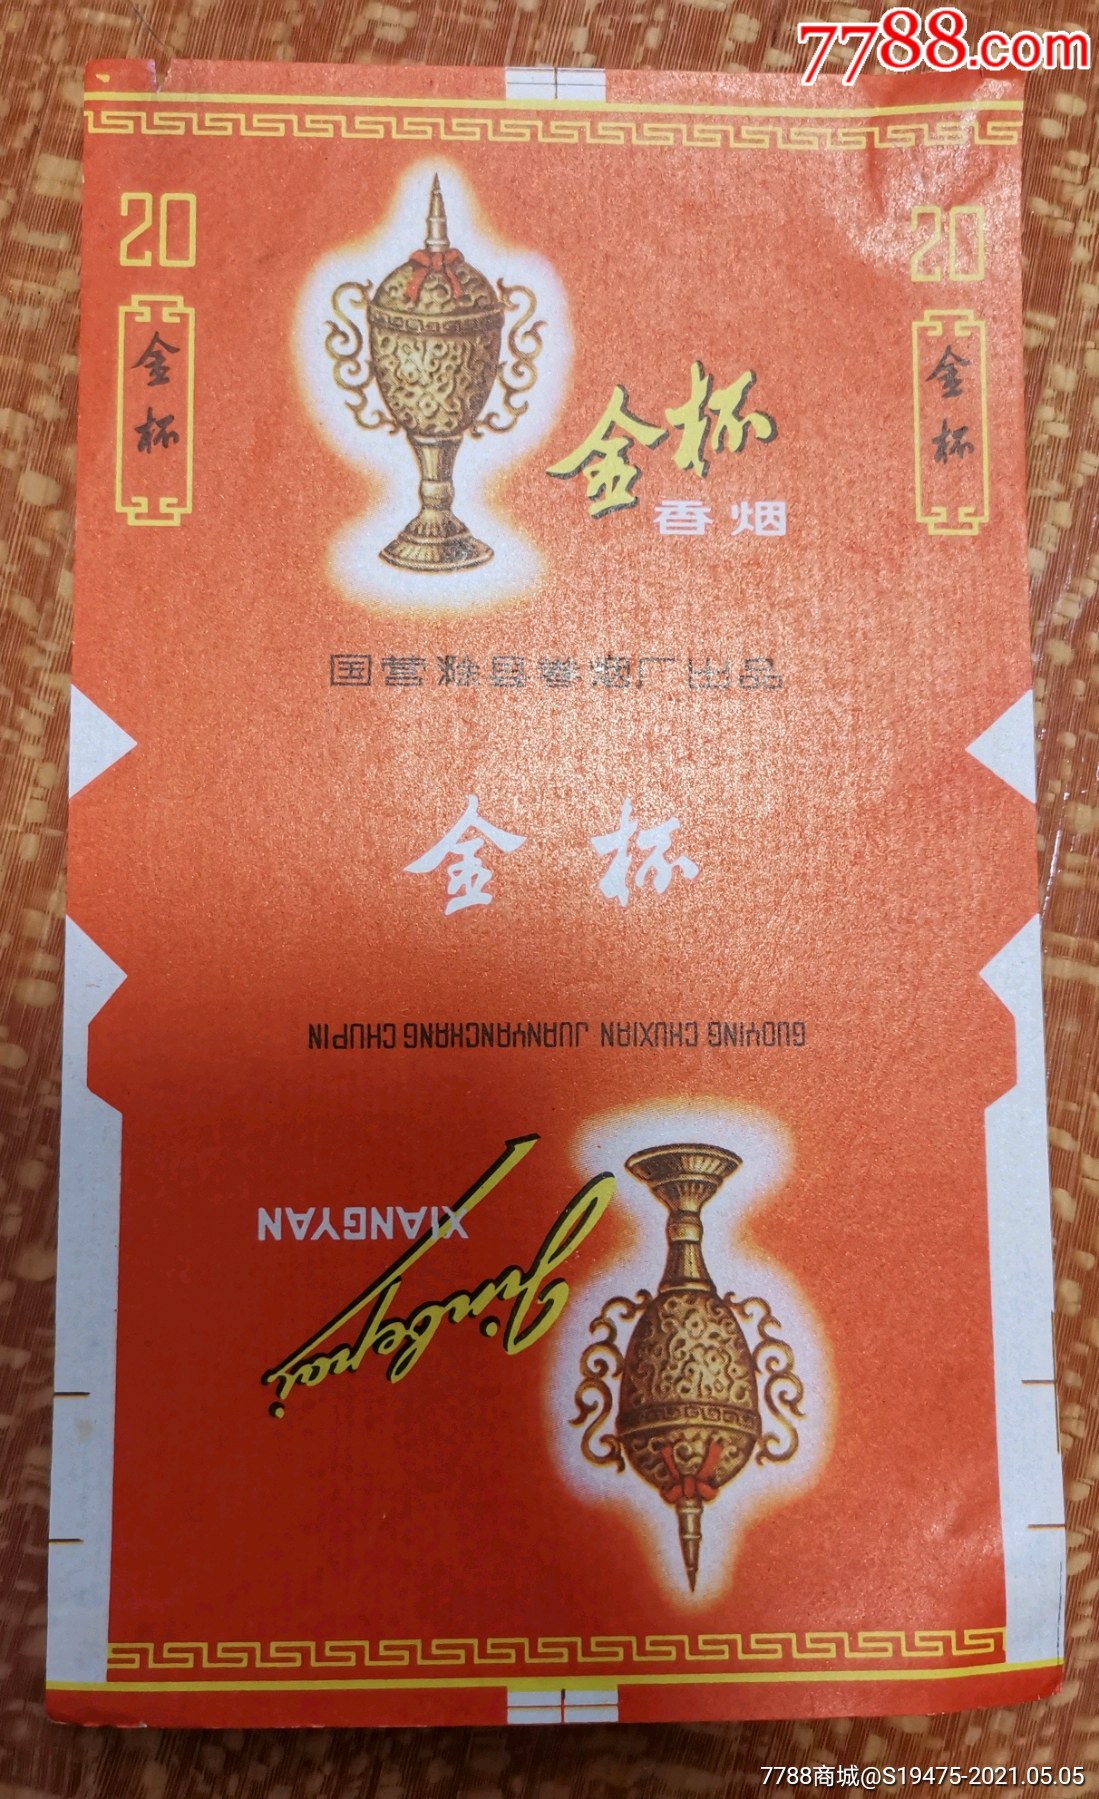 7788.com
20
20
金杯
金杯
金杯
香烟
国营滁县卷烟厂出品
金杯
GUOYING CHUXIAN JUANYANCHANG CHUPIN
Jinbei
XIANGYAN
7788商城@S19475-2021.05.05